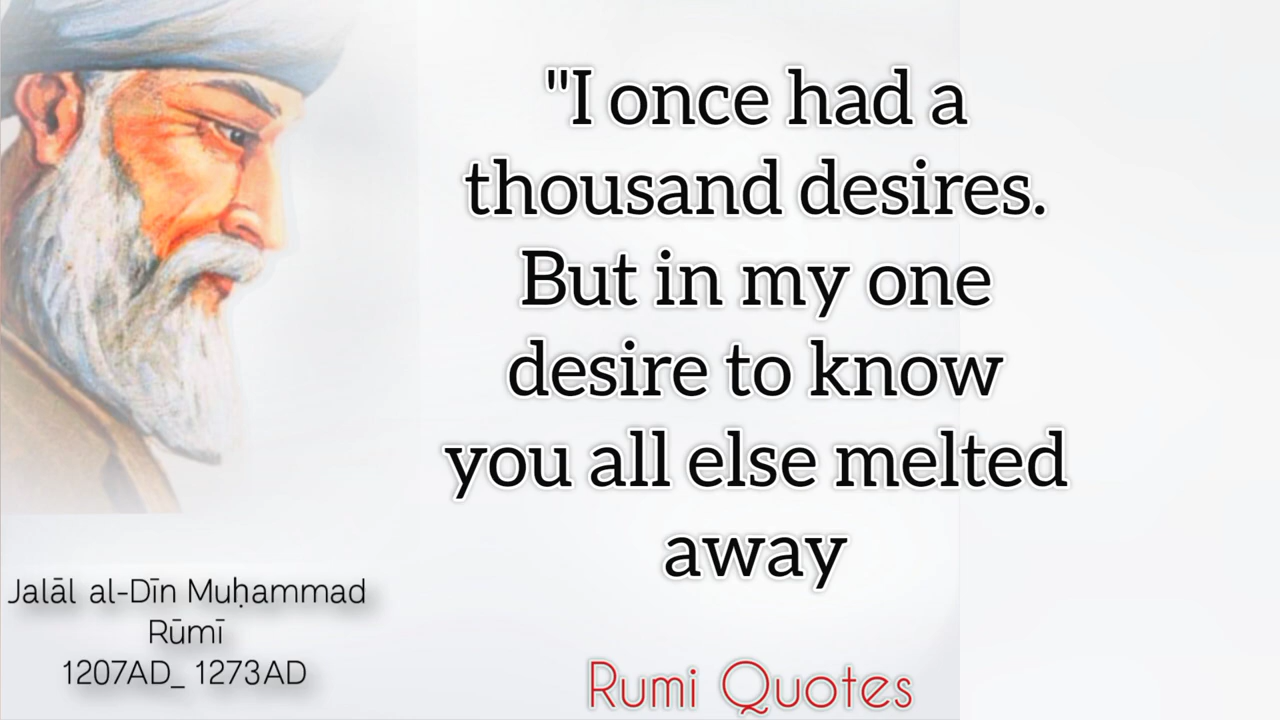 "I once had a
thousand desires.
But in my one
desire to know
you all else melted
away
Jalāl al-Dīn Muḥammad
Rūmī
1207AD_ 1273AD
Rumi Quotes